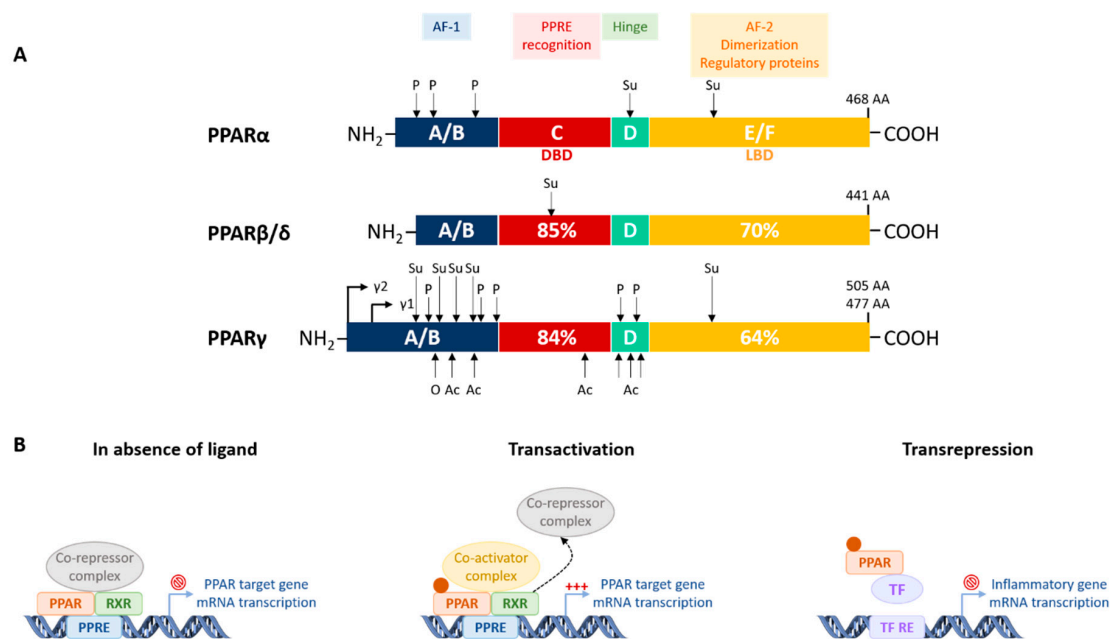 A
AF-1
PPRE
recognition
Hinge
AF-2
Dimerization
Regulatory proteins
P P P Su Su 468 AA
PPARα NH2 A/B C D E/F COOH
DBD LBD
Su 441 AA
PPARβ/δ NH2 A/B 85% D 70% COOH
Su Su Su Su Su 505 AA
γ2 P P P P P 477 AA
γ1
PPARγ NH2 A/B 84% D 64% COOH
O Ac Ac Ac Ac
B
In absence of ligand
Co-repressor
complex
PPAR RXR
PPRE
PPAR target gene
mRNA transcription
Transactivation
Co-repressor
complex
Co-activator
complex
PPAR RXR
PPRE
+++
PPAR target gene
mRNA transcription
Transrepression
PPAR
TF
TF RE
Inflammatory gene
mRNA transcription